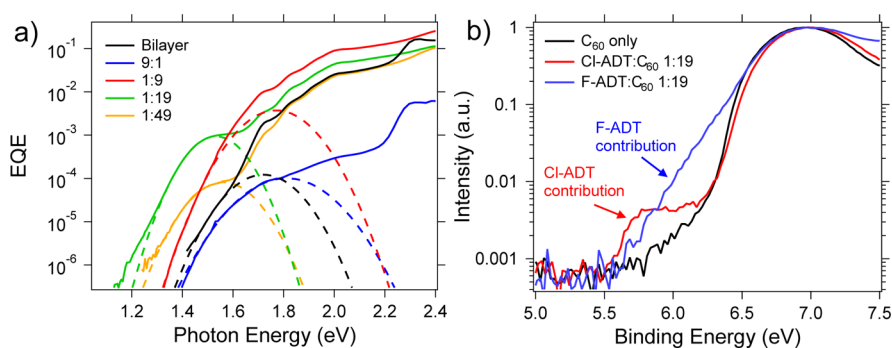 a)
Bilayer
9:1
1:9
1:19
1:49
EQE
10⁻¹
10⁻²
10⁻³
10⁻⁴
10⁻⁵
10⁻⁶
1.2 1.4 1.6 1.8 2.0 2.2 2.4
Photon Energy (eV)
b)
C₆₀ only
Cl-ADT:C₆₀ 1:19
F-ADT:C₆₀ 1:19
F-ADT
contribution
Cl-ADT
contribution
Intensity (a.u.)
1
0.1
0.01
0.001
5.0 5.5 6.0 6.5 7.0 7.5
Binding Energy (eV)